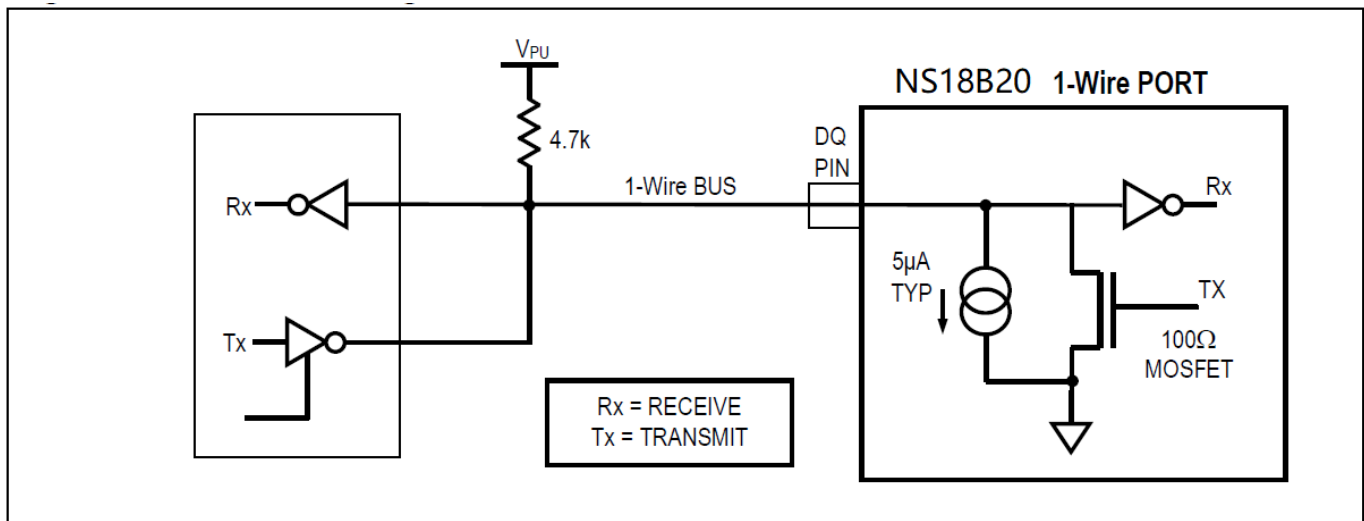 V_PU
NS18B20 1-Wire PORT
4.7k
DQ
PIN
Rx
1-Wire BUS
Rx
5µA
TYP
TX
Tx
100Ω
MOSFET
Rx = RECEIVE
Tx = TRANSMIT